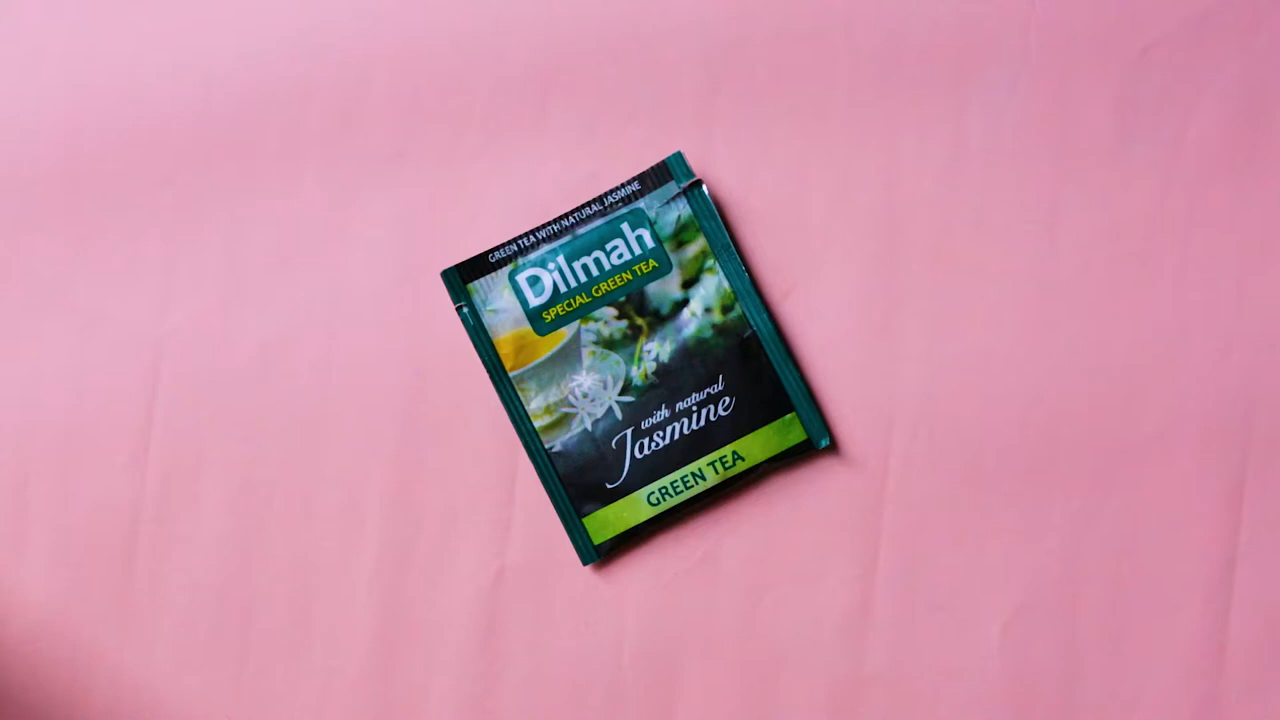 GREEN TEA WITH NATURAL JASMINE
Dilmah
SPECIAL GREEN TEA
with natural
Jasmine
GREEN TEA